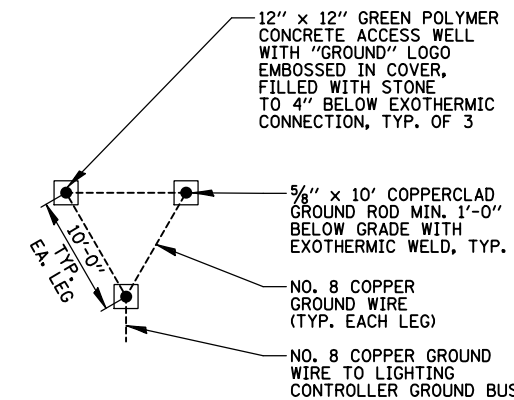 12" x 12" GREEN POLYMER
CONCRETE ACCESS WELL
WITH "GROUND" LOGO
EMBOSSED IN COVER,
FILLED WITH STONE
TO 4" BELOW EXOTHERMIC
CONNECTION, TYP. OF 3
5/8" x 10' COPPERCLAD
GROUND ROD MIN. 1'-0"
BELOW GRADE WITH
EXOTHERMIC WELD, TYP.
10'-0"
TYP.
EA. LEG
NO. 8 COPPER
GROUND WIRE
(TYP. EACH LEG)
NO. 8 COPPER GROUND
WIRE TO LIGHTING
CONTROLLER GROUND BUS